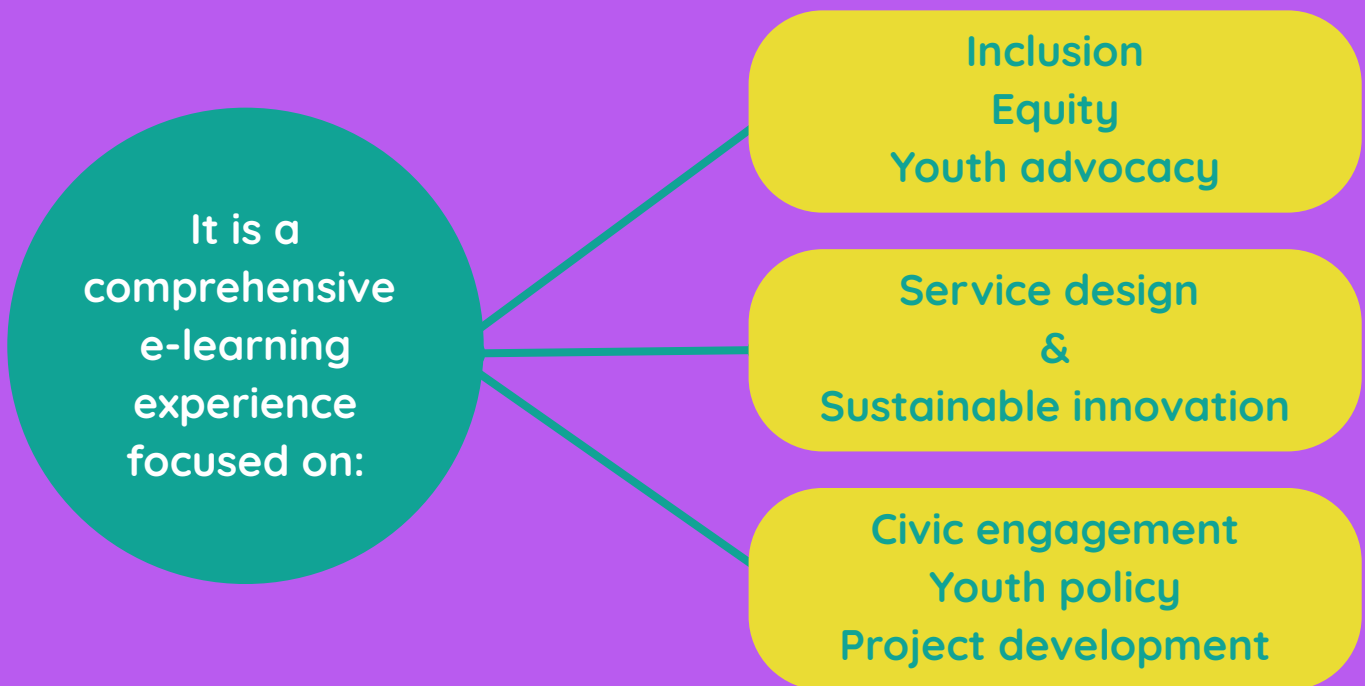 It is a
comprehensive
e-learning
experience
focused on:
Inclusion
Equity
Youth advocacy
Service design
&
Sustainable innovation
Civic engagement
Youth policy
Project development